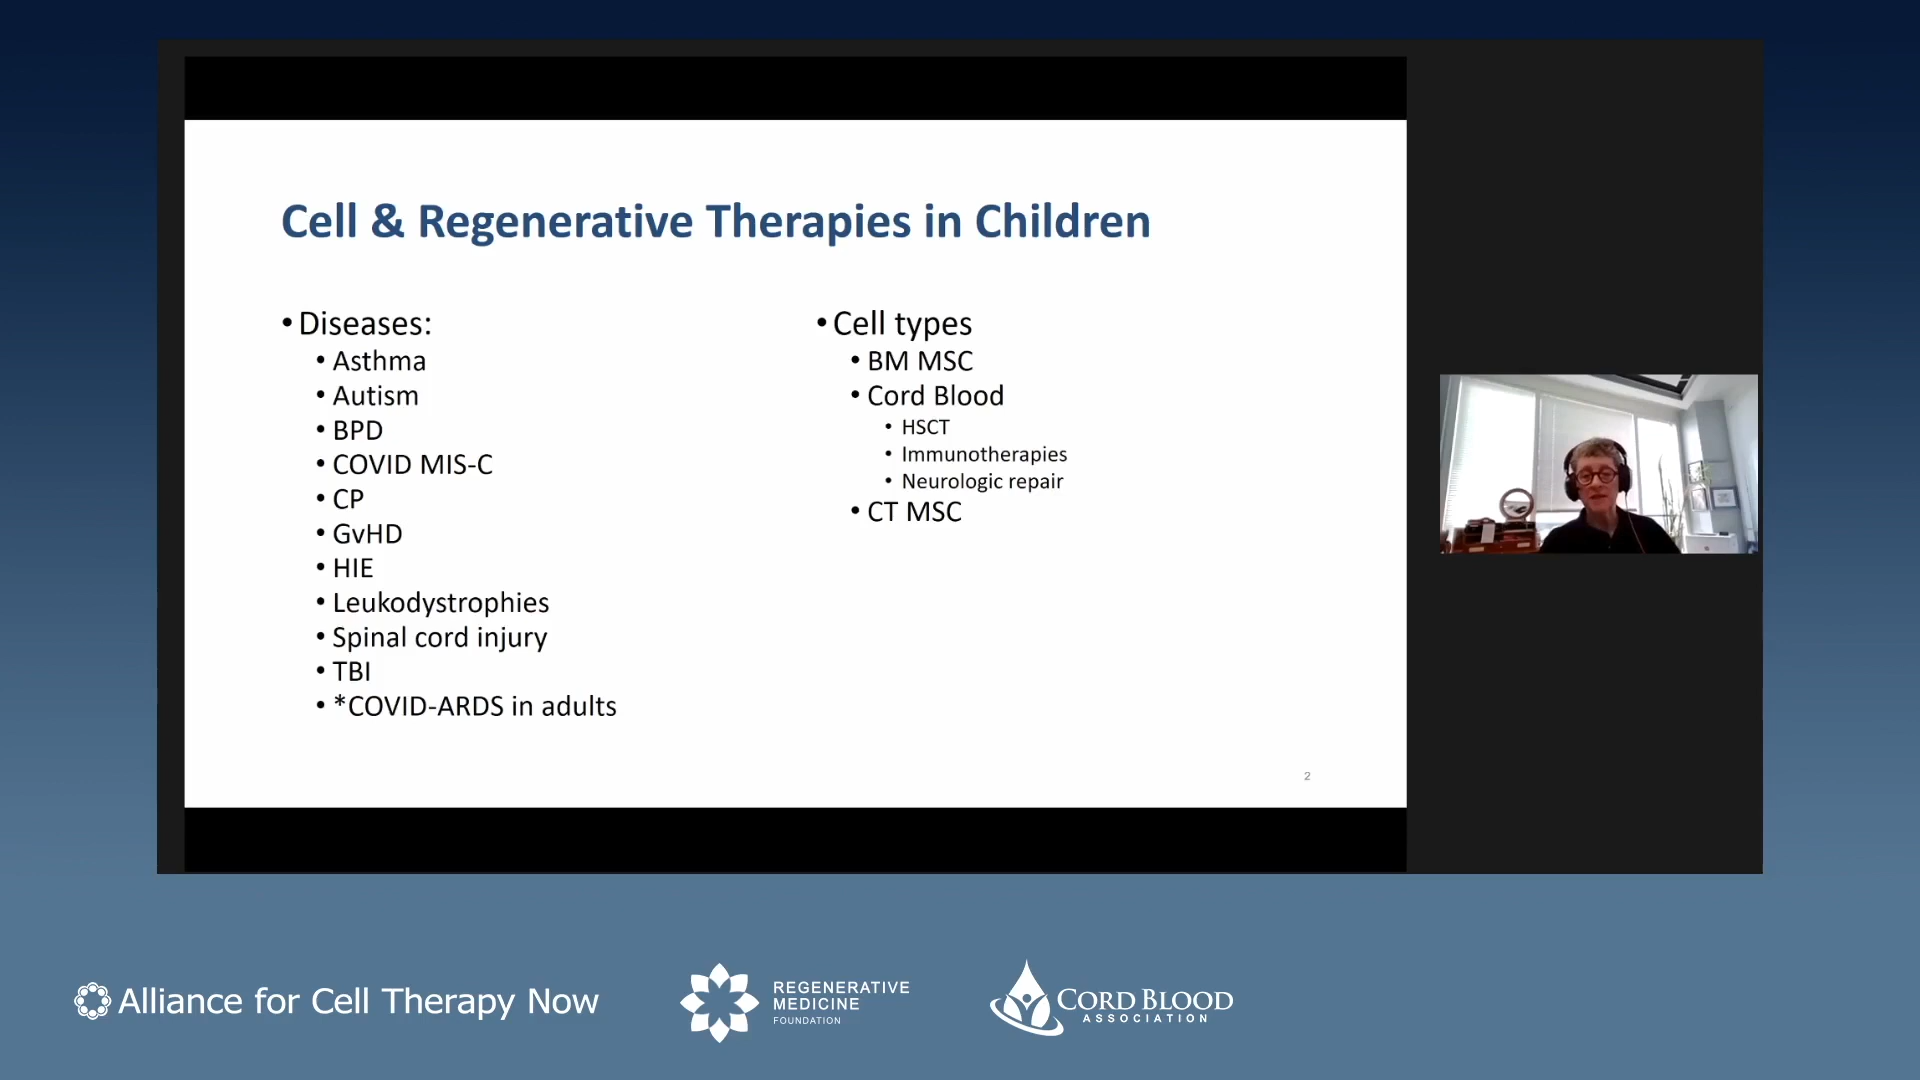 Cell & Regenerative Therapies in Children
• Diseases:
• Asthma
• Autism
• BPD
• COVID MIS-C
• CP
• GvHD
• HIE
• Leukodystrophies
• Spinal cord injury
• TBI
• *COVID-ARDS in adults
• Cell types
• BM MSC
• Cord Blood
• HSCT
• Immunotherapies
• Neurologic repair
• CT MSC
2
Alliance for Cell Therapy Now
REGENERATIVE
MEDICINE
FOUNDATION
CORD BLOOD
ASSOCIATION